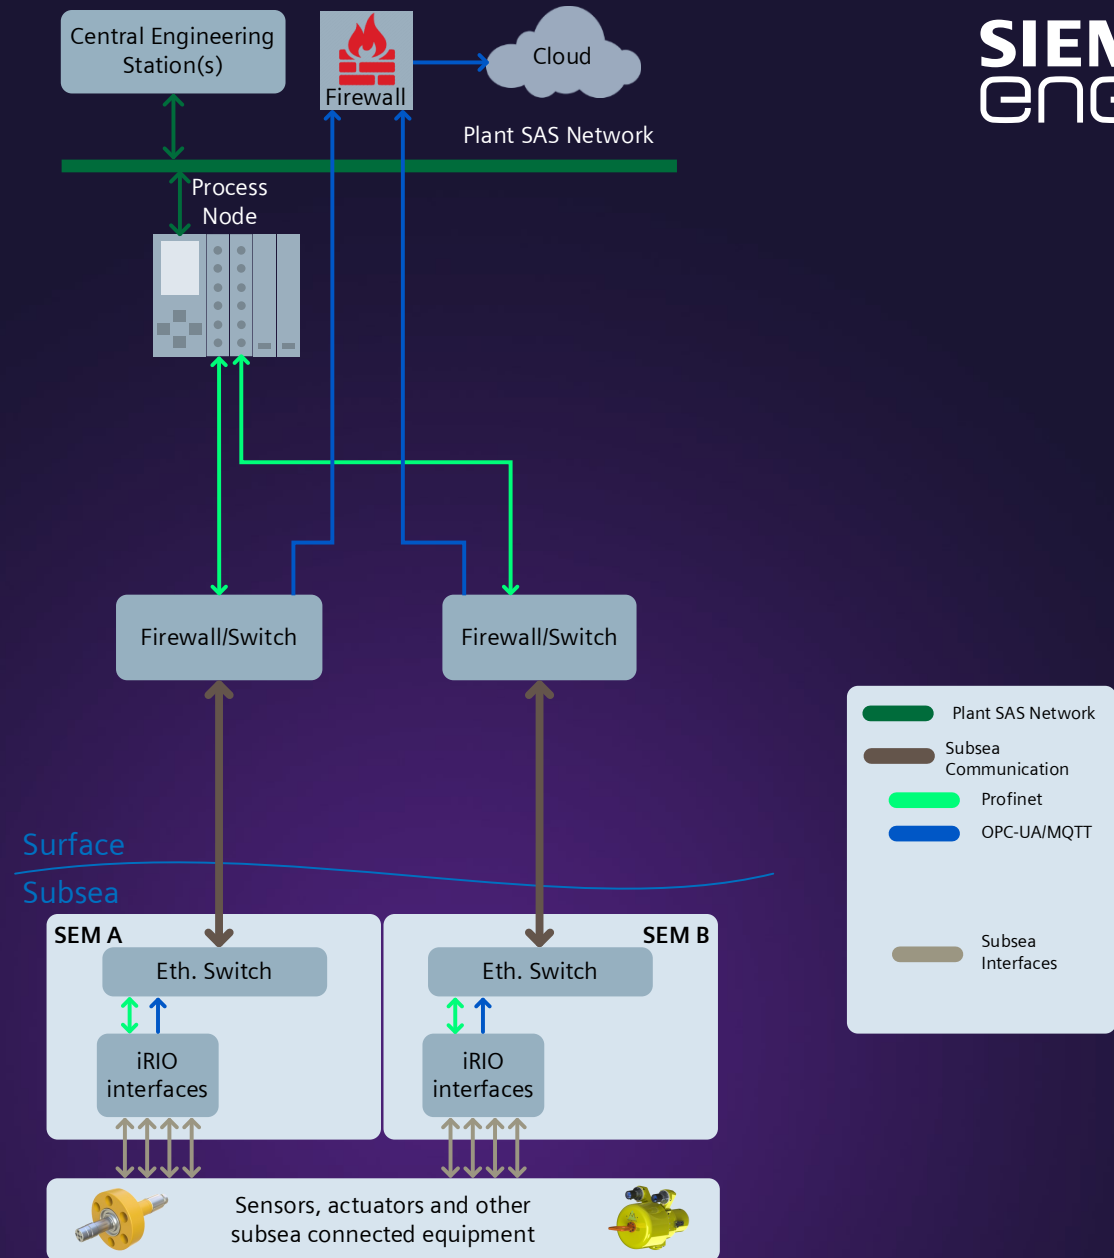 Central Engineering
Station(s)
Firewall
Cloud
SIEM
Plant SAS Network
Process
Node
Firewall/Switch
Firewall/Switch
Plant SAS Network
Subsea
Communication
Profinet
OPC-UA/MQTT
Subsea
Interfaces
Surface
Subsea
SEM A
SEM B
Eth. Switch
Eth. Switch
iRIO
interfaces
iRIO
interfaces
Sensors, actuators and other
subsea connected equipment